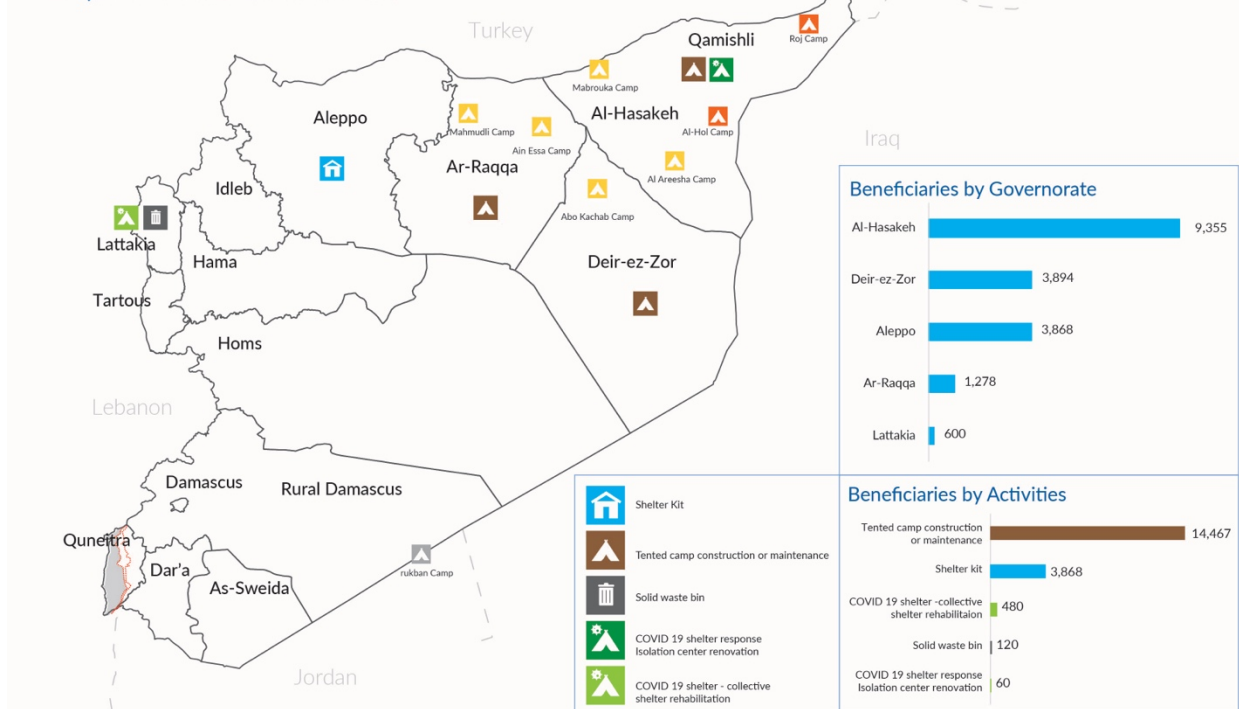 Turkey
Qamishli
Roj Camp
Mabrouka Camp
Aleppo
Mahmudli Camp
Al-Hasakeh
Al-Hol Camp
Ain Essa Camp
Iraq
Ar-Raqqa
Al Areesha Camp
Idleb
Abo Kachab Camp
Lattakia
Hama
Deir-ez-Zor
Tartous
Homs
Lebanon
Damascus
Rural Damascus
Quneitra
Dar'a
As-Sweida
rukban Camp
Jordan
Beneficiaries by Governorate
Al-Hasakeh 9,355
Deir-ez-Zor 3,894
Aleppo 3,868
Ar-Raqqa 1,278
Lattakia 600
Shelter Kit
Tented camp construction or maintenance
Solid waste bin
COVID 19 shelter response
Isolation center renovation
COVID 19 shelter - collective
shelter rehabilitation
Beneficiaries by Activities
Tented camp construction
or maintenance 14,467
Shelter kit 3,868
COVID 19 shelter -collective
shelter rehabilitaion 480
Solid waste bin 120
COVID 19 shelter response
Isolation center renovation 60